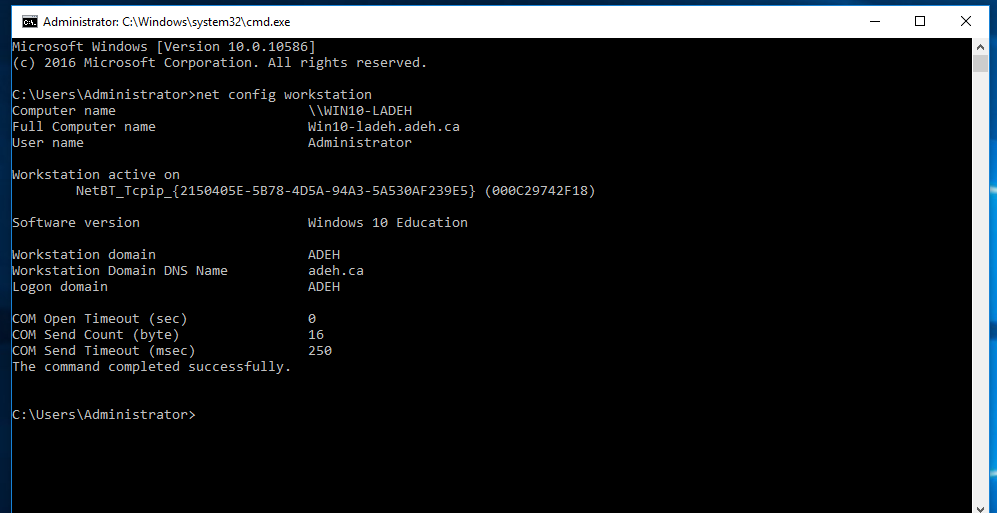 Administrator: C:\Windows\system32\cmd.exe
Microsoft Windows [Version 10.0.10586]
(c) 2016 Microsoft Corporation. All rights reserved.
C:\Users\Administrator>net config workstation
Computer name                        \\WIN10-LADEH
Full Computer name                   Win10-ladeh.adeh.ca
User name                            Administrator
Workstation active on
        NetBT_Tcpip_{2150405E-5B78-4D5A-94A3-5A530AF239E5} (000C29742F18)
Software version                     Windows 10 Education
Workstation domain                   ADEH
Workstation Domain DNS Name          adeh.ca
Logon domain                         ADEH
COM Open Timeout (sec)               0
COM Send Count (byte)                16
COM Send Timeout (msec)              250
The command completed successfully.
C:\Users\Administrator>